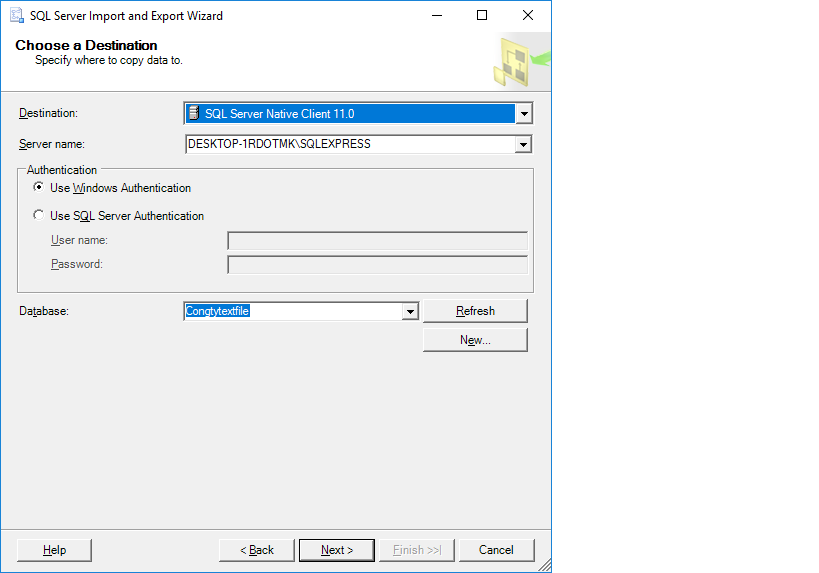 SQL Server Import and Export Wizard
Choose a Destination
Specify where to copy data to.
Destination: SQL Server Native Client 11.0
Server name: DESKTOP-1RDOTMK\SQLEXPRESS
Authentication
Use Windows Authentication
Use SQL Server Authentication
User name:
Password:
Database: Congtytextfile Refresh
New...
Help < Back Next > Finish >>| Cancel